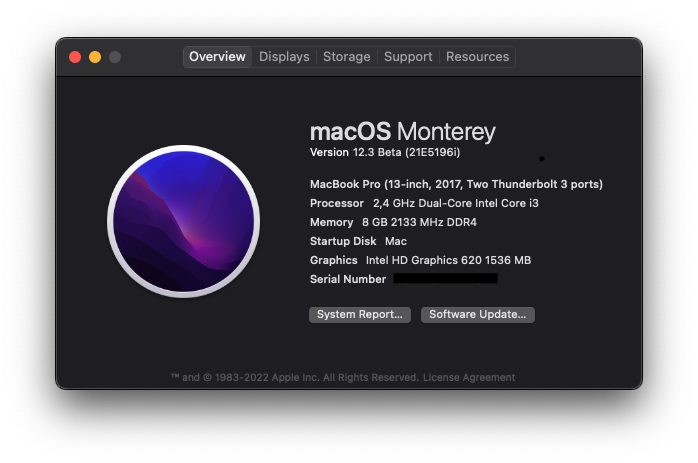 Overview Displays Storage Support Resources
macOS Monterey
Version 12.3 Beta (21E5196i)
MacBook Pro (13-inch, 2017, Two Thunderbolt 3 ports)
Processor 2,4 GHz Dual-Core Intel Core i3
Memory 8 GB 2133 MHz DDR4
Startup Disk Mac
Graphics Intel HD Graphics 620 1536 MB
Serial Number
System Report... Software Update...
™ and © 1983-2022 Apple Inc. All Rights Reserved. License Agreement